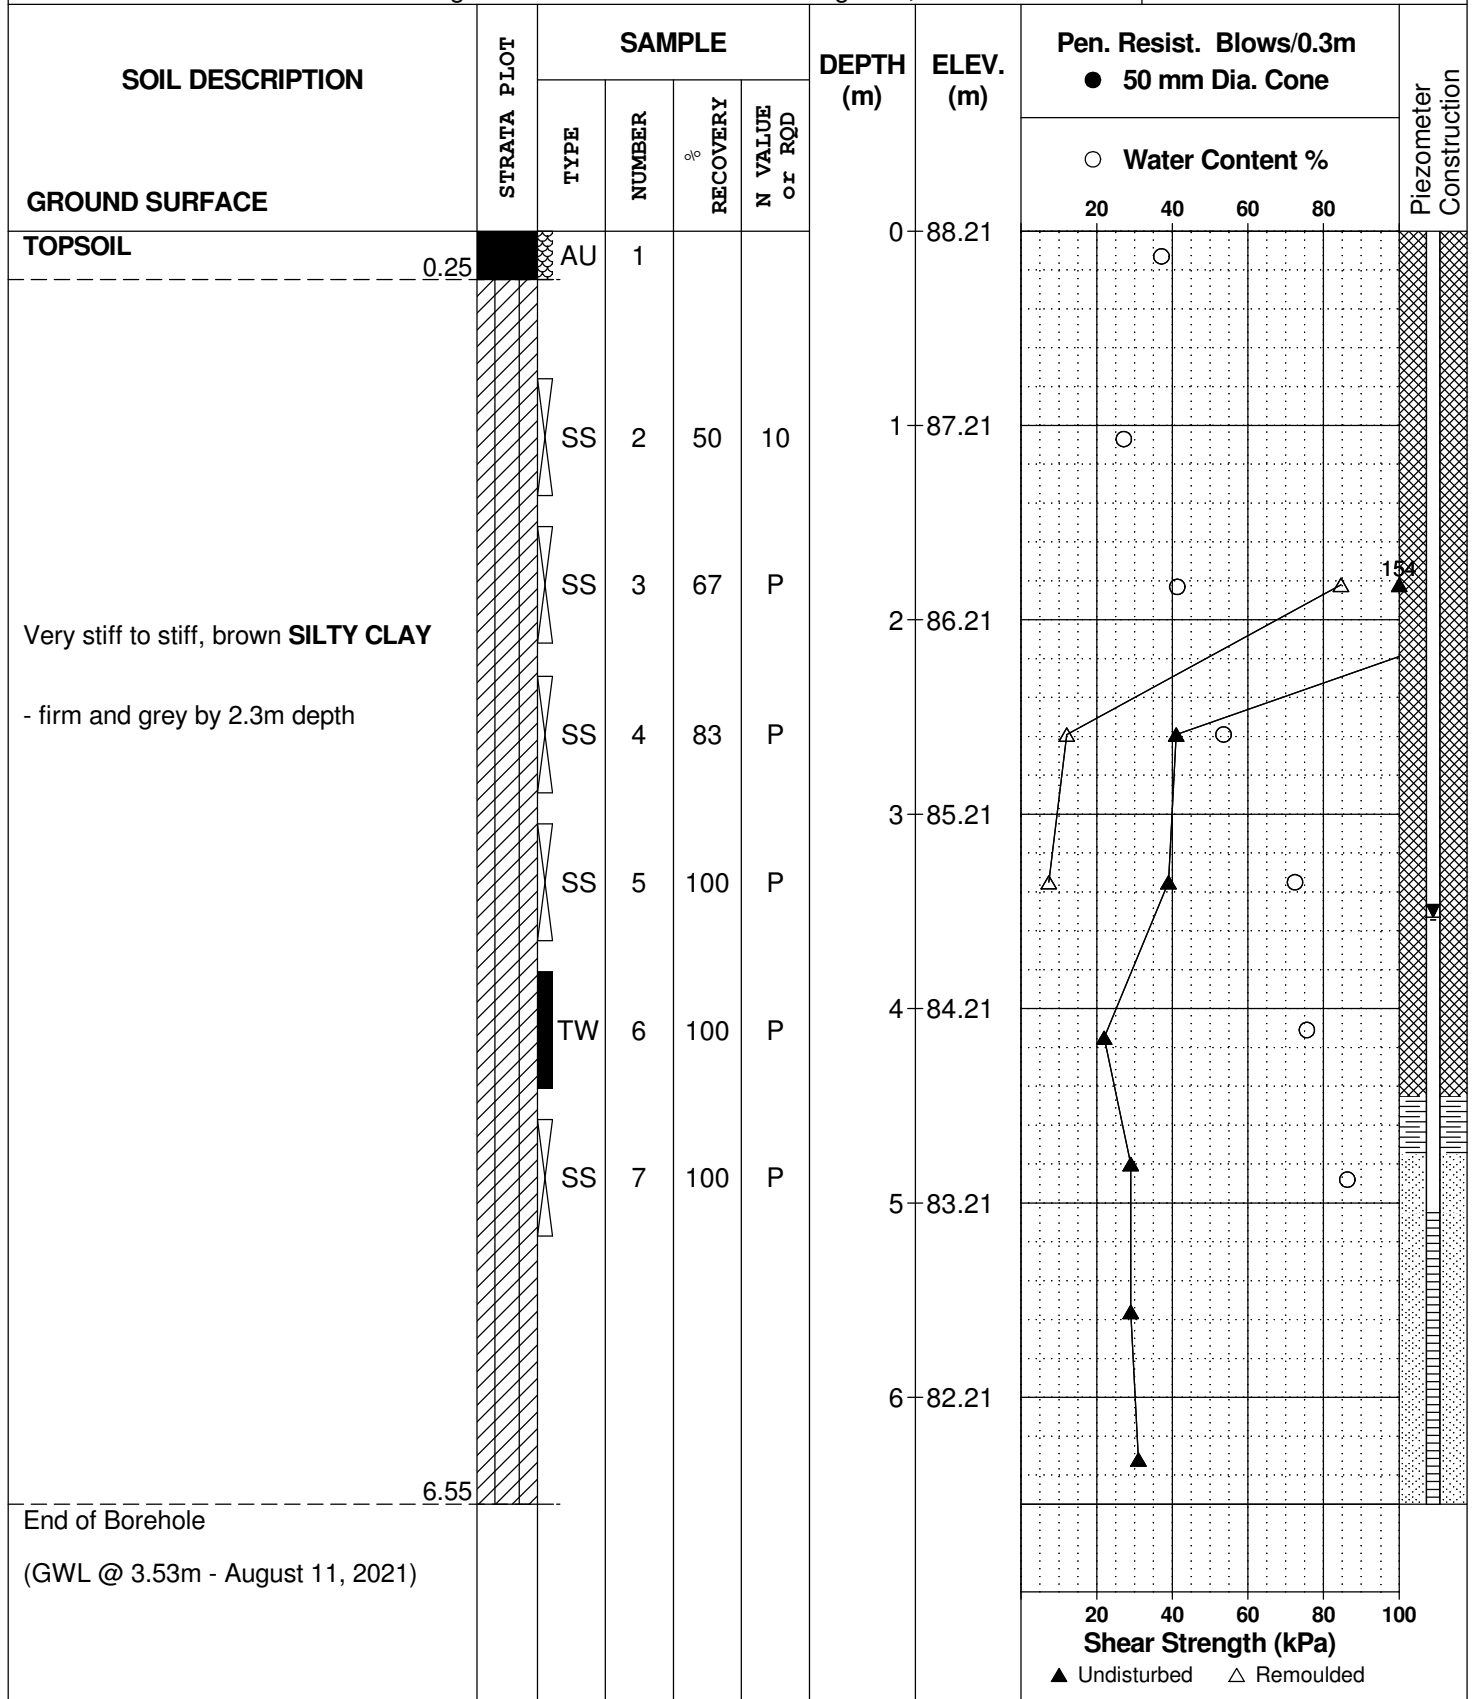 SOIL DESCRIPTION
GROUND SURFACE
STRATA PLOT
SAMPLE
TYPE
NUMBER
% RECOVERY
N VALUE or RQD
DEPTH (m)
ELEV. (m)
Pen. Resist. Blows/0.3m
● 50 mm Dia. Cone
○ Water Content %
20 40 60 80
Piezometer Construction
TOPSOIL
0.25
AU 1
0 88.21
SS 2 50 10
1 87.21
SS 3 67 P
154
2 86.21
Very stiff to stiff, brown SILTY CLAY
- firm and grey by 2.3m depth
SS 4 83 P
3 85.21
SS 5 100 P
4 84.21
TW 6 100 P
SS 7 100 P
5 83.21
6 82.21
6.55
End of Borehole
(GWL @ 3.53m - August 11, 2021)
20 40 60 80 100
Shear Strength (kPa)
▲ Undisturbed △ Remoulded